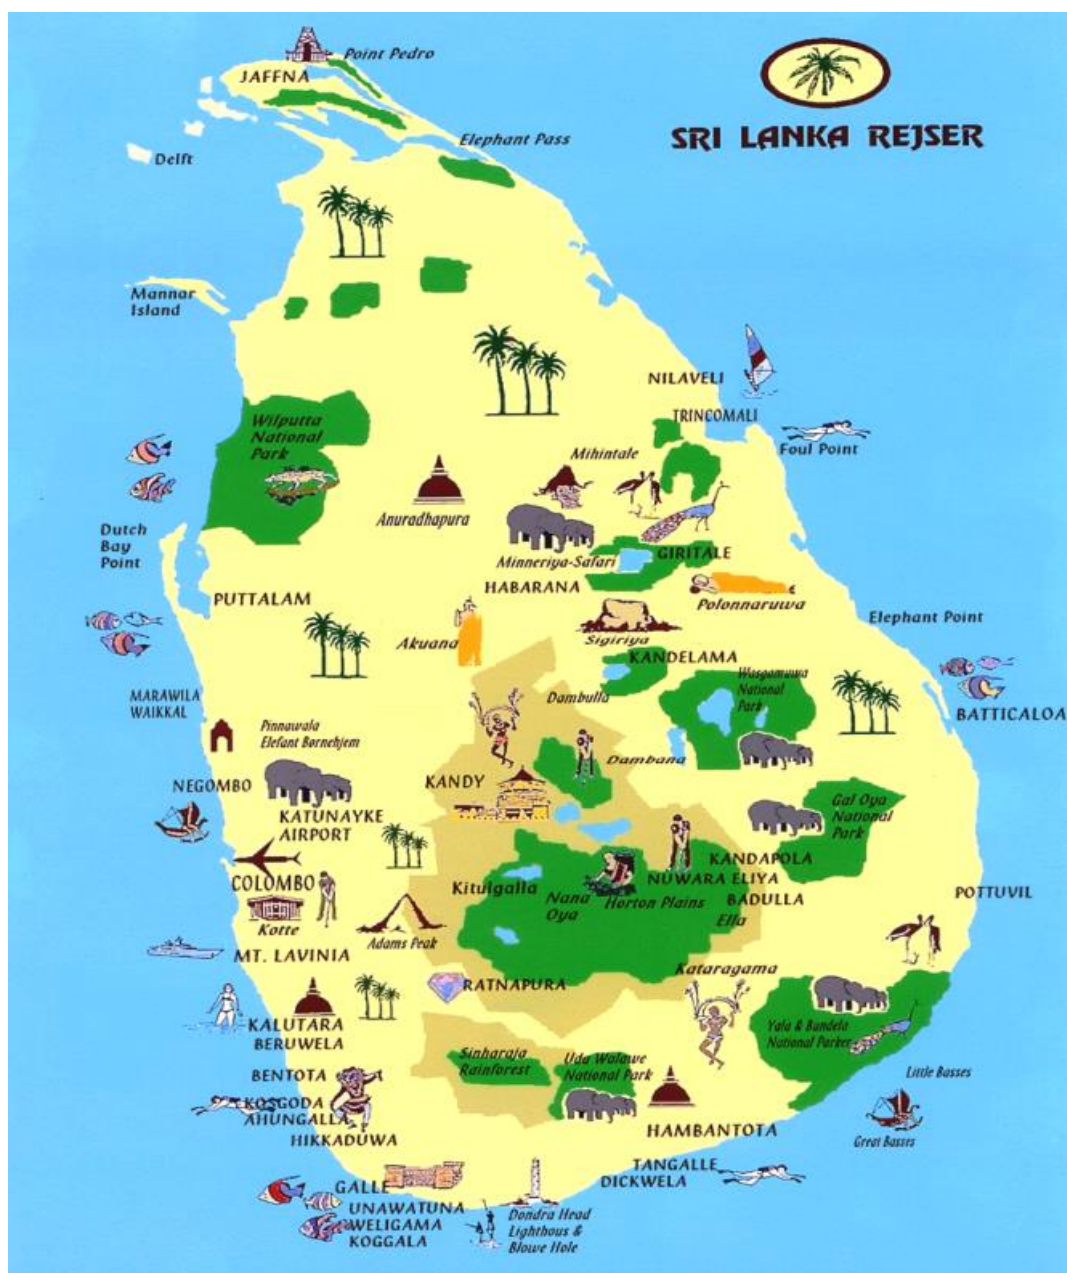 Point Pedro
JAFFNA
SRI LANKA REJSER
Elephant Pass
Delft
Mannar
Island
NILAVELI
TRINCOMALI
Foul Point
Wilputta
National
Park
Mihintale
Anuradhapura
Dutch
Bay
Point
Minneriya-Safari
GIRITALE
HABARANA
PUTTALAM
Polonnaruwa
Elephant Point
Akuana
Sigiriya
KANDELAMA
Wasgamuwa
National
Park
MARAWILA
WAIKKAL
Dambulla
BATTICALOA
Pinnawala
Elefant Børnehjem
Dambana
NEGOMBO
KANDY
KATUNAYKE
AIRPORT
Gal Oya
National
Park
COLOMBO
Kitulgalla
KANDAPOLA
NUWARA ELIYA
BADULLA
Nana
Oya
Horton Plains
Ella
POTTUVIL
Kotte
Adams Peak
MT. LAVINIA
Kataragama
RATNAPURA
KALUTARA
BERUWELA
Yala & Bundela
National Parker
Sinharaja
Rainforest
Uda Walawe
National Park
BENTOTA
Little Basses
KOSGODA
AHUNGALLA
HIKKADUWA
HAMBANTOTA
Great Basses
TANGALLE
DICKWELA
GALLE
UNAWATUNA
WELIGAMA
KOGGALA
Dondra Head
Lighthous &
Blowe Hole